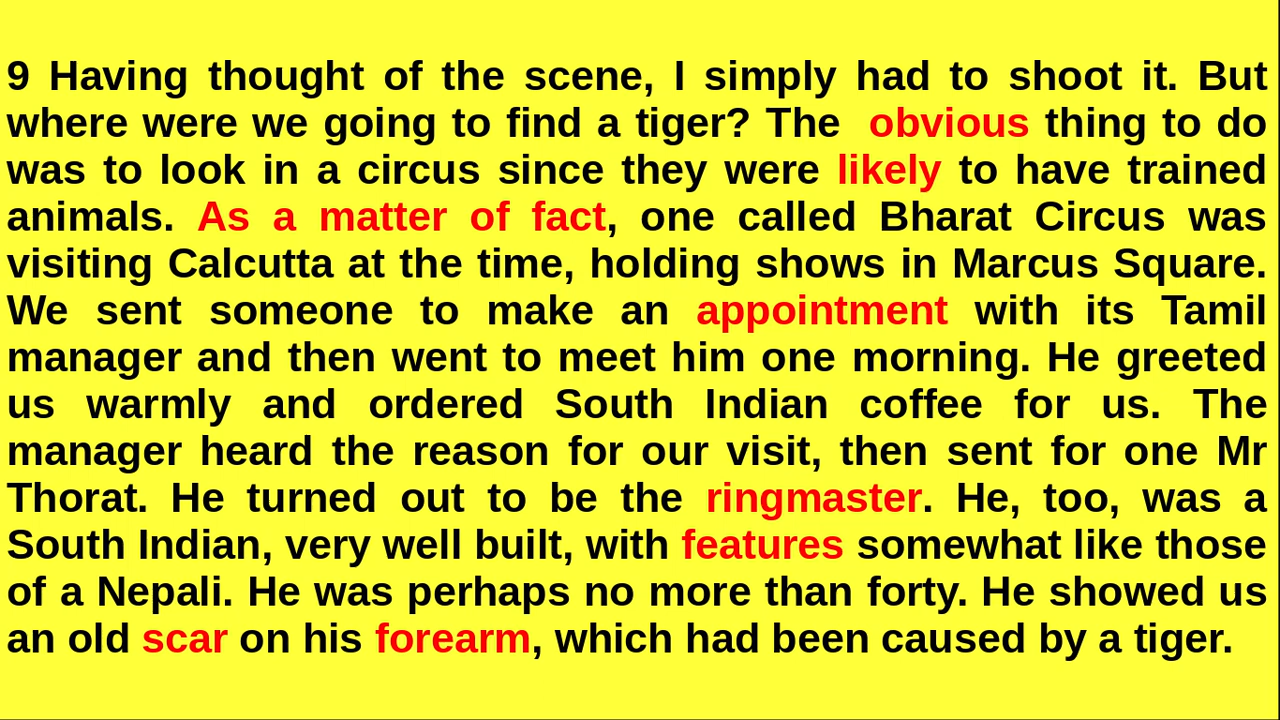 9 Having thought of the scene, I simply had to shoot it. But
where were we going to find a tiger? The obvious thing to do
was to look in a circus since they were likely to have trained
animals. As a matter of fact, one called Bharat Circus was
visiting Calcutta at the time, holding shows in Marcus Square.
We sent someone to make an appointment with its Tamil
manager and then went to meet him one morning. He greeted
us warmly and ordered South Indian coffee for us. The
manager heard the reason for our visit, then sent for one Mr
Thorat. He turned out to be the ringmaster. He, too, was a
South Indian, very well built, with features somewhat like those
of a Nepali. He was perhaps no more than forty. He showed us
an old scar on his forearm, which had been caused by a tiger.